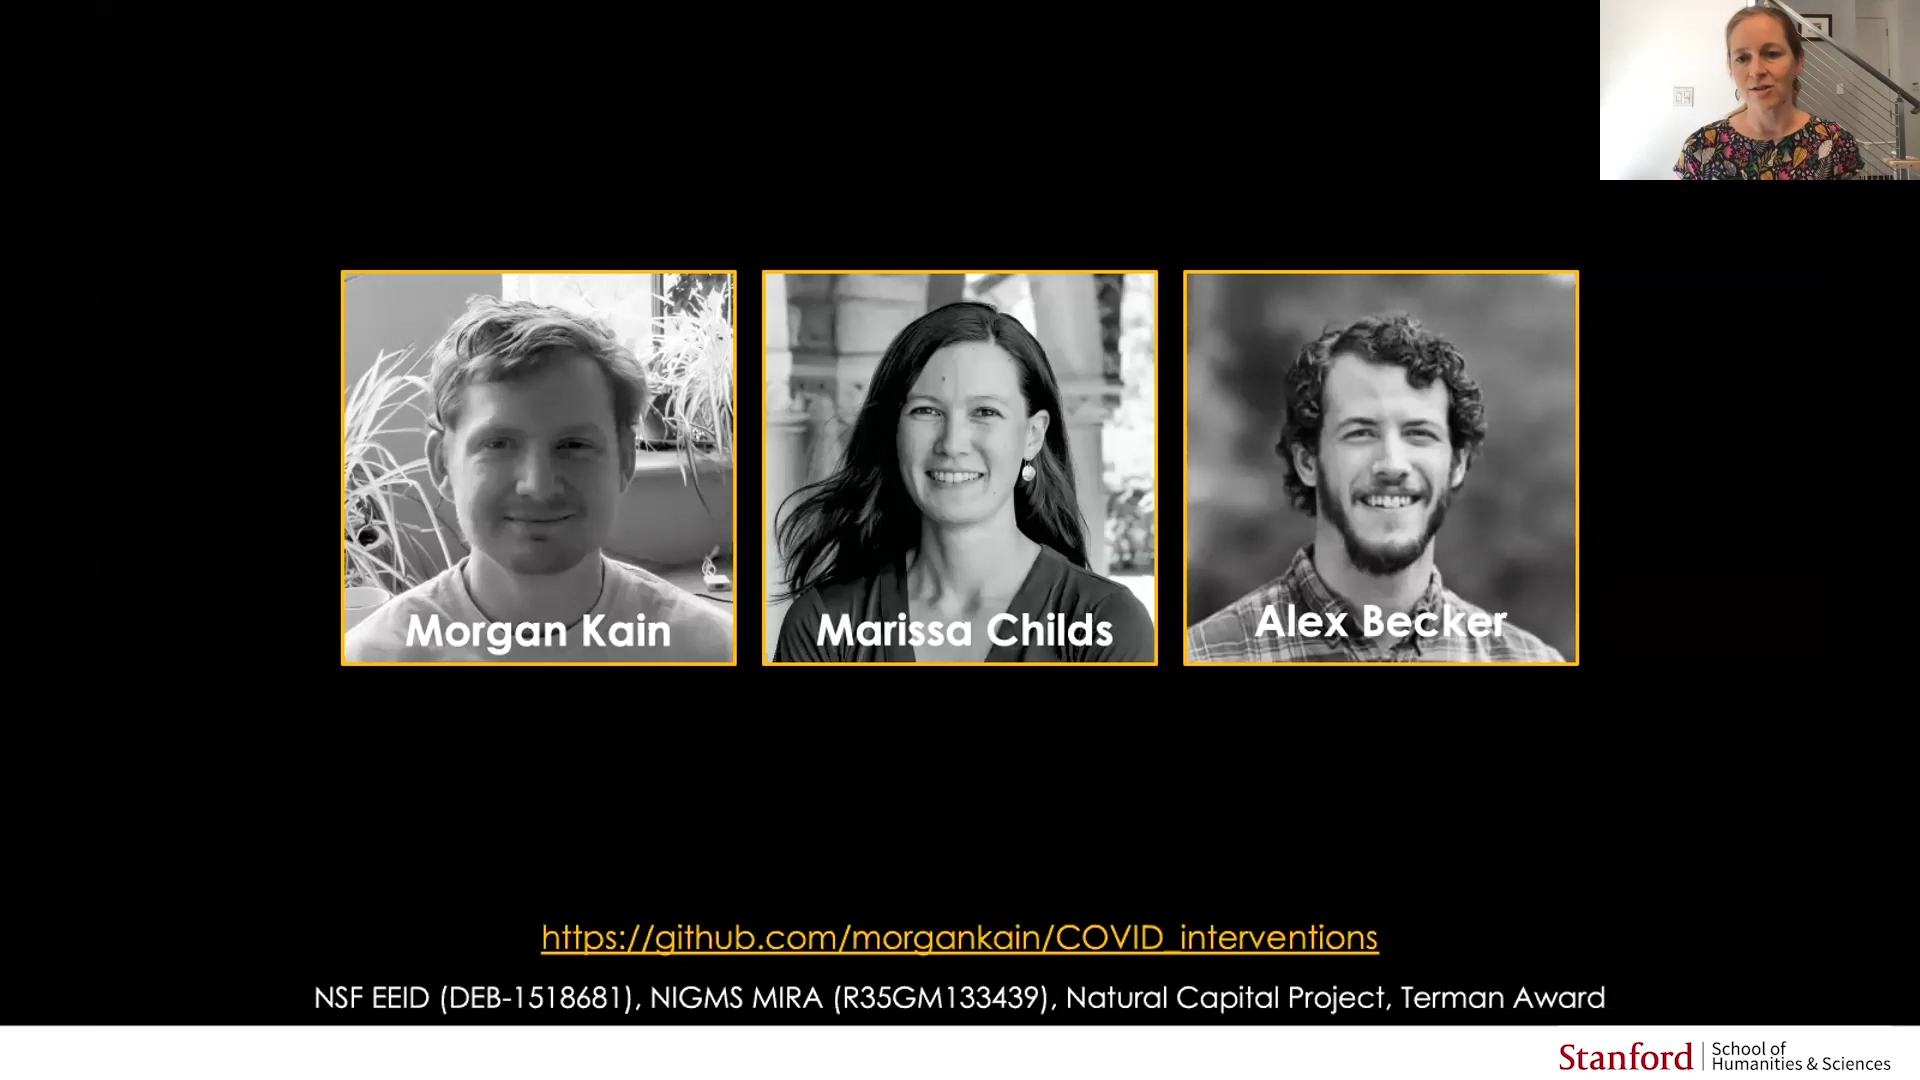 Morgan Kain
Marissa Childs
Alex Becker
https://github.com/morgankain/COVID_interventions
NSF EEID (DEB-1518681), NIGMS MIRA (R35GM133439), Natural Capital Project, Terman Award
Stanford
School of
Humanities & Sciences